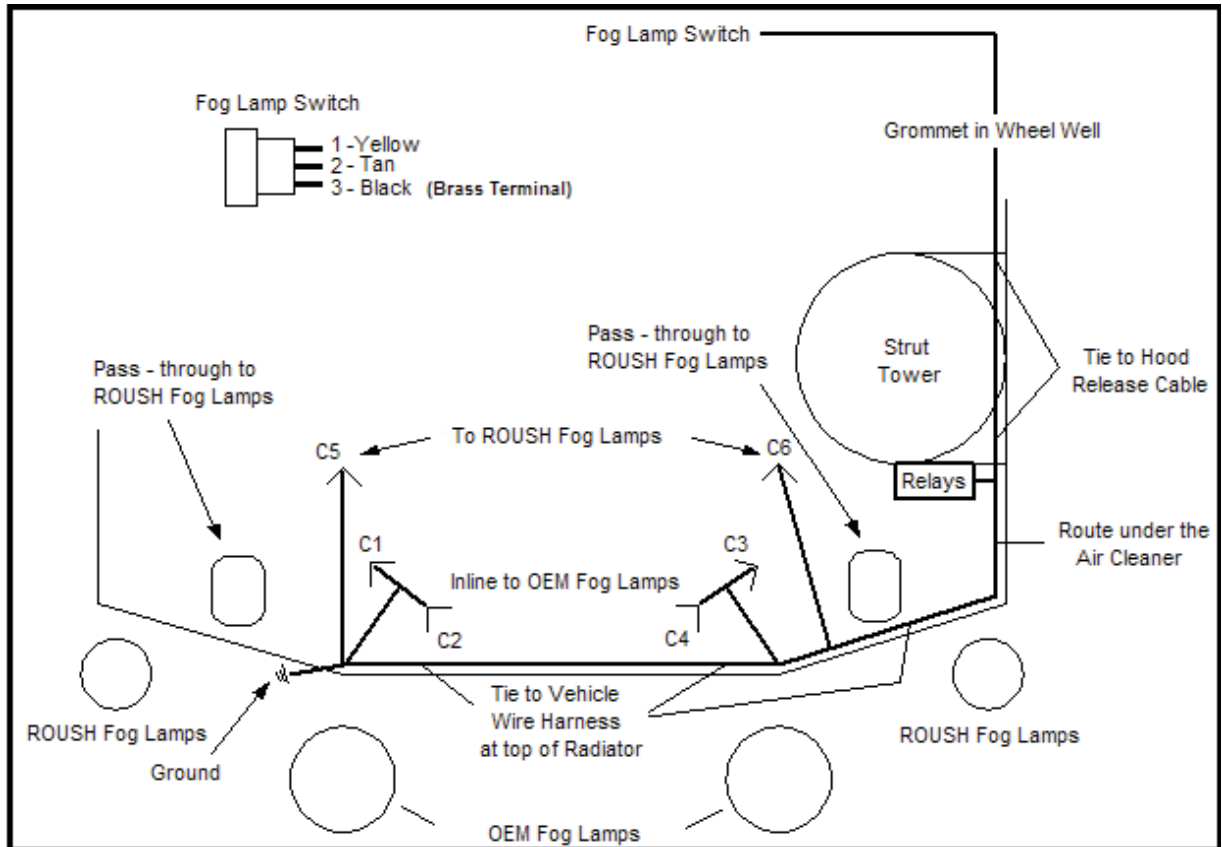 Fog Lamp Switch
Fog Lamp Switch
1 -Yellow
2 - Tan
3 - Black (Brass Terminal)
Grommet in Wheel Well
Pass - through to
ROUSH Fog Lamps
Strut
Tower
Tie to Hood
Release Cable
Pass - through to
ROUSH Fog Lamps
To ROUSH Fog Lamps
C5
C6
Relays
C1
C3
Inline to OEM Fog Lamps
Route under the
Air Cleaner
C2
C4
Tie to Vehicle
Wire Harness
at top of Radiator
ROUSH Fog Lamps
ROUSH Fog Lamps
Ground
OEM Fog Lamps